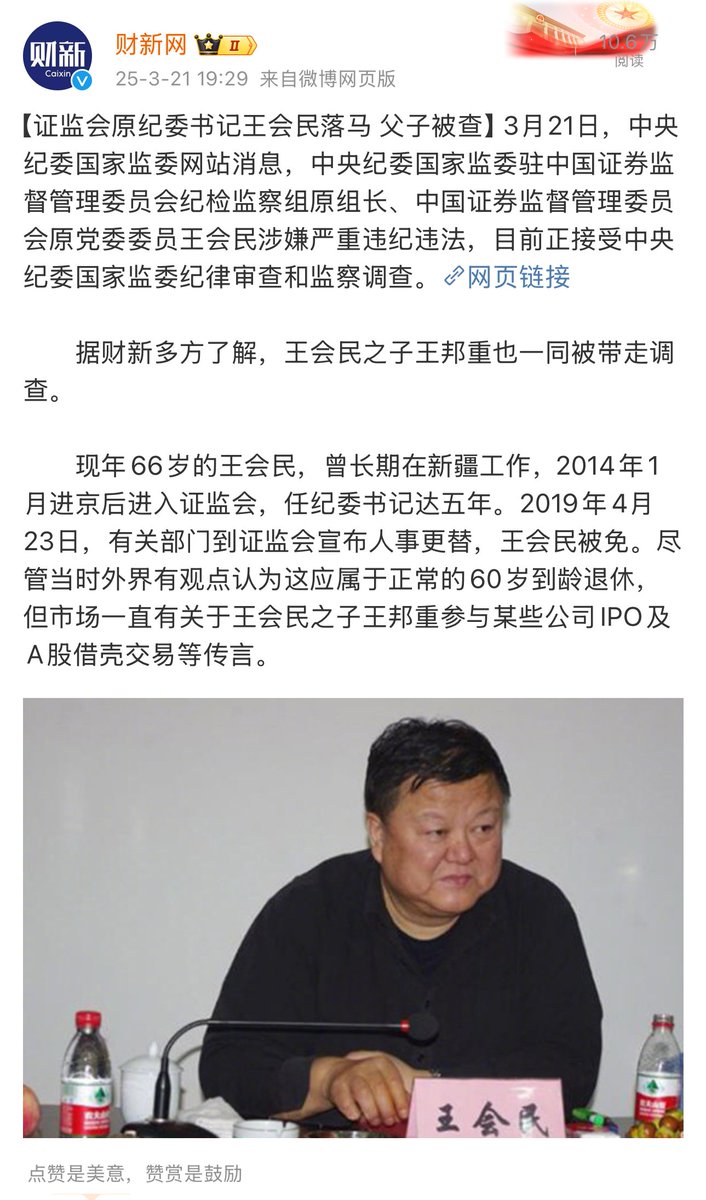 财新
Caixin
财新网 II
25-3-21 19:29 来自微博网页版
10.6万
阅读
【证监会原纪委书记王会民落马 父子被查】3月21日，中央
纪委国家监委网站消息，中央纪委国家监委驻中国证券监
督管理委员会纪检监察组原组长、中国证券监督管理委员
会原党委委员王会民涉嫌严重违纪违法，目前正接受中央
纪委国家监委纪律审查和监察调查。网页链接
据财新多方了解，王会民之子王邦重也一同被带走调
查。
现年66岁的王会民，曾长期在新疆工作，2014年1
月进京后进入证监会，任纪委书记达五年。2019年4月
23日，有关部门到证监会宣布人事更替，王会民被免。尽
管当时外界有观点认为这应属于正常的60岁到龄退休，
但市场一直有关于王会民之子王邦重参与某些公司IPO及
A股借壳交易等传言。
农夫山泉
王会民
点赞是美意，赞赏是鼓励